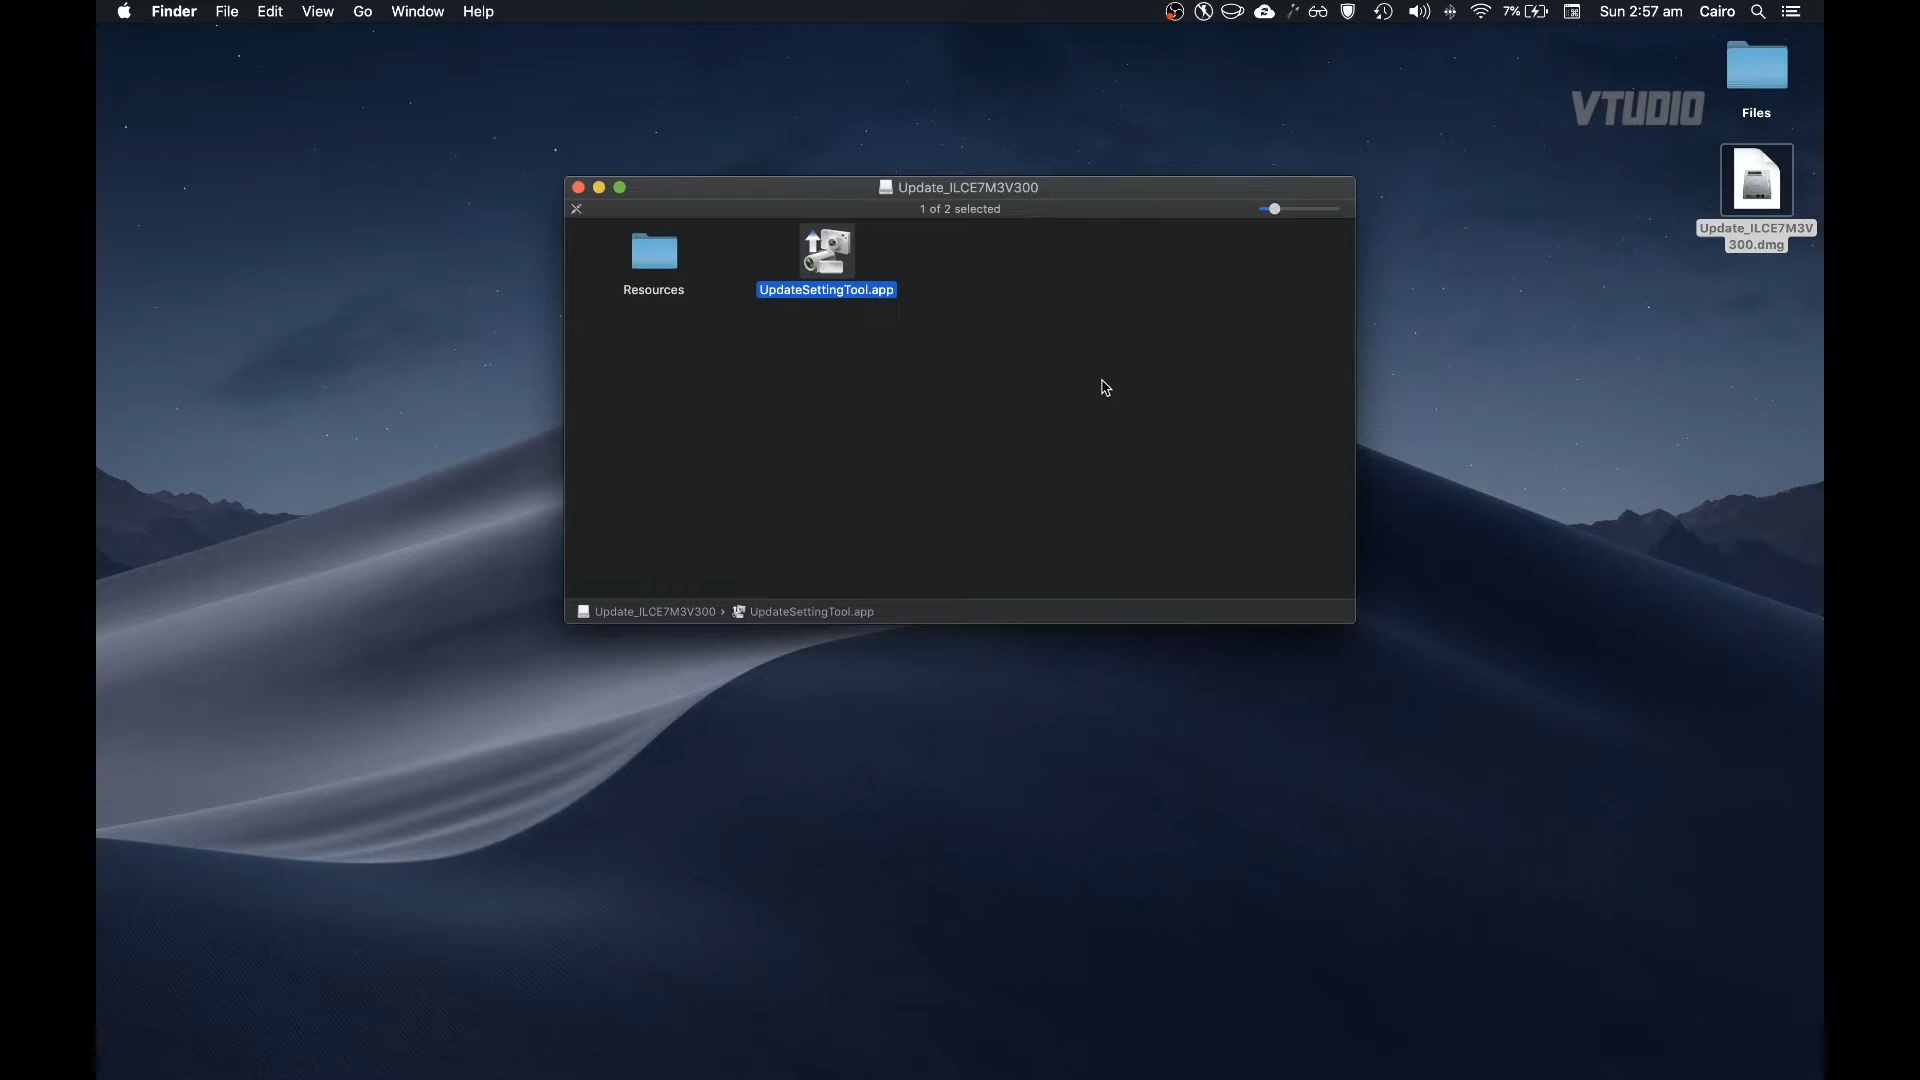 Finder File Edit View Go Window Help 7% Sun 2:57 am Cairo
VTUDIO
Files
Update_ILCE7M3V
300.dmg
Update_ILCE7M3V300
1 of 2 selected
Resources
UpdateSettingTool.app
Update_ILCE7M3V300 › UpdateSettingTool.app